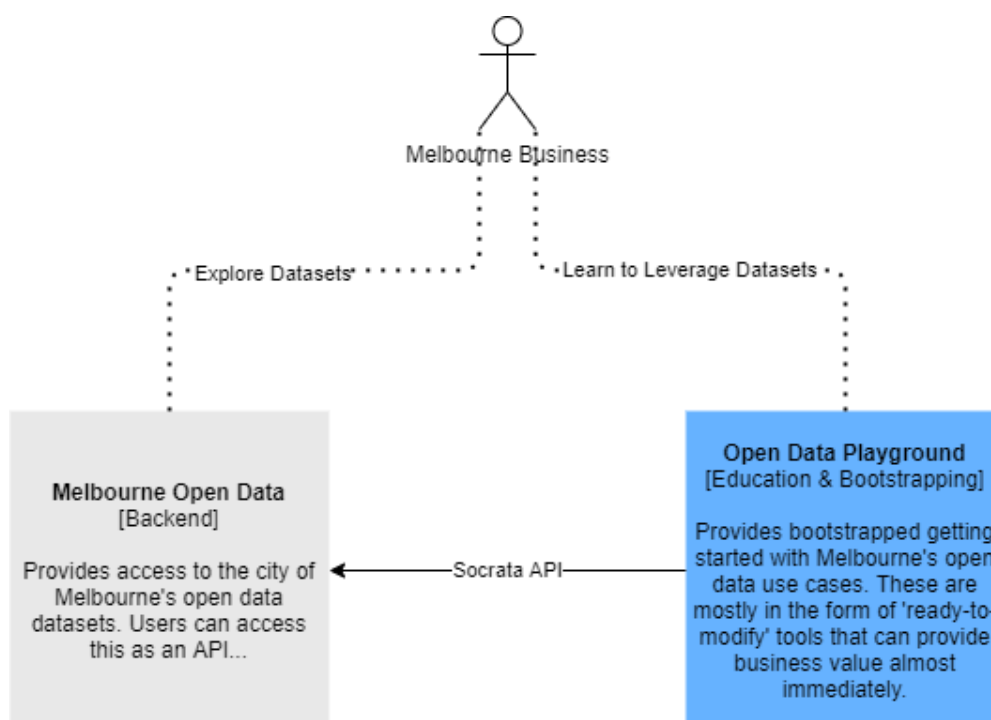 Melbourne Business
Explore Datasets
Learn to Leverage Datasets
Melbourne Open Data
[Backend]
Provides access to the city of
Melbourne's open data
datasets. Users can access
this as an API...
Socrata API
Open Data Playground
[Education & Bootstrapping]
Provides bootstrapped getting
started with Melbourne's open
data use cases. These are
mostly in the form of 'ready-to-
modify' tools that can provide
business value almost
immediately.